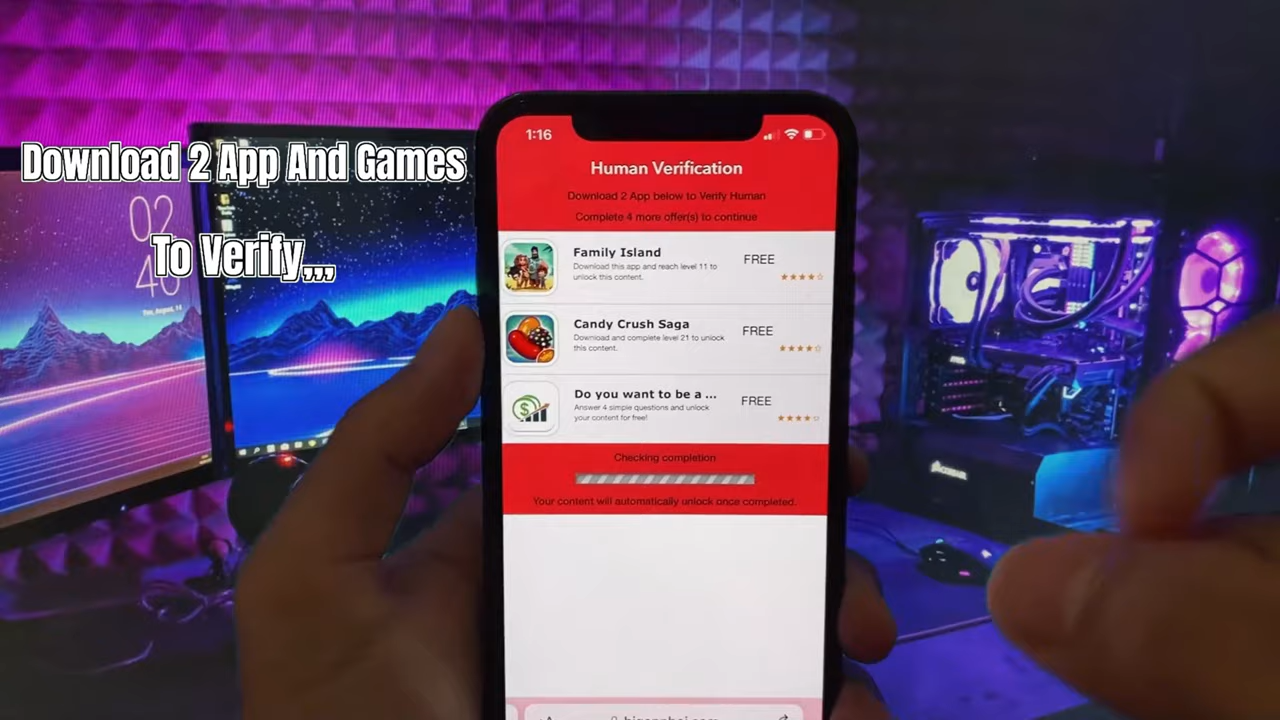 Download 2 App And Games
To Verify,,,
1:16
Human Verification
Download 2 App below to Verify Human
Complete 4 more offer(s) to continue
Family Island
Download this app and reach level 11 to
unlock this content.
FREE
Candy Crush Saga
Download and complete level 21 to unlock
this content.
FREE
Do you want to be a ...
Answer 4 simple questions and unlock
your content for free!
FREE
Checking completion
Your content will automatically unlock once completed.
02